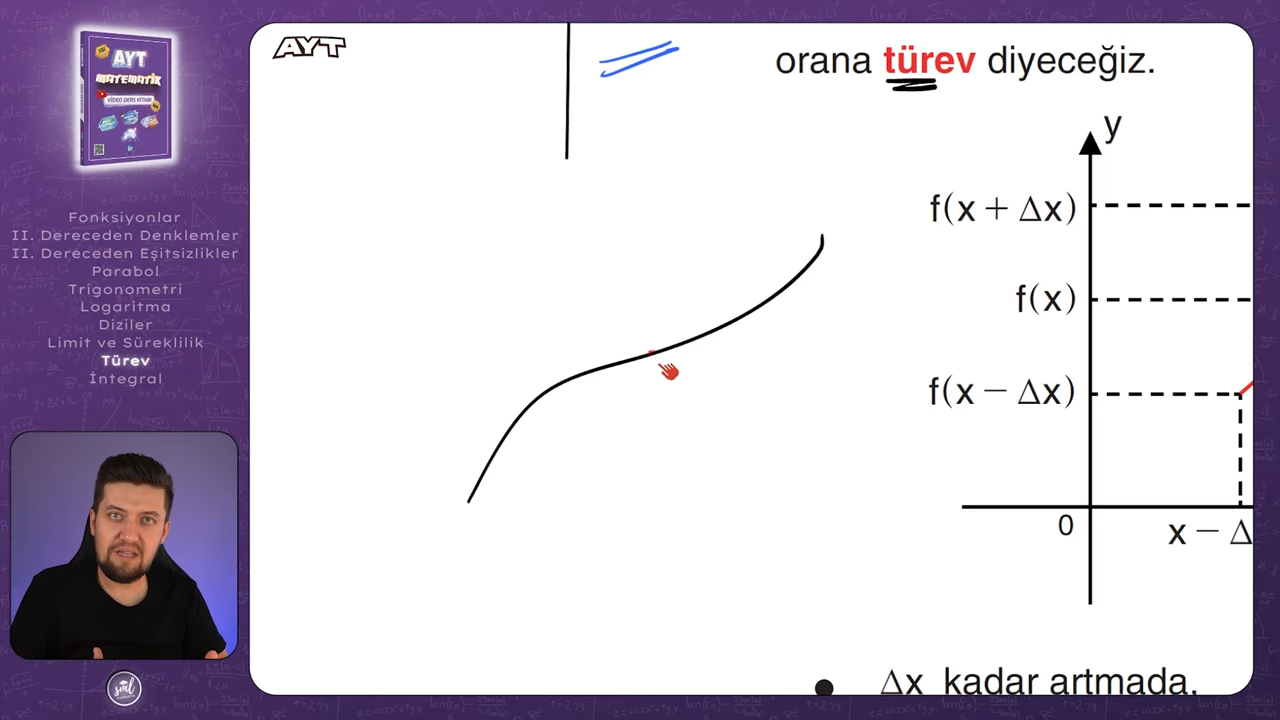 AYT
MATEMATİK
VİDEO DERS KİTABI
Fonksiyonlar
II. Dereceden Denklemler
II. Dereceden Eşitsizlikler
Parabol
Trigonometri
Logaritma
Diziler
Limit ve Süreklilik
Türev
İntegral
sml
AYT
orana türev diyeceğiz.
y
f(x + Δx)
f(x)
f(x − Δx)
0
x − Δ
• Δx kadar artmada,